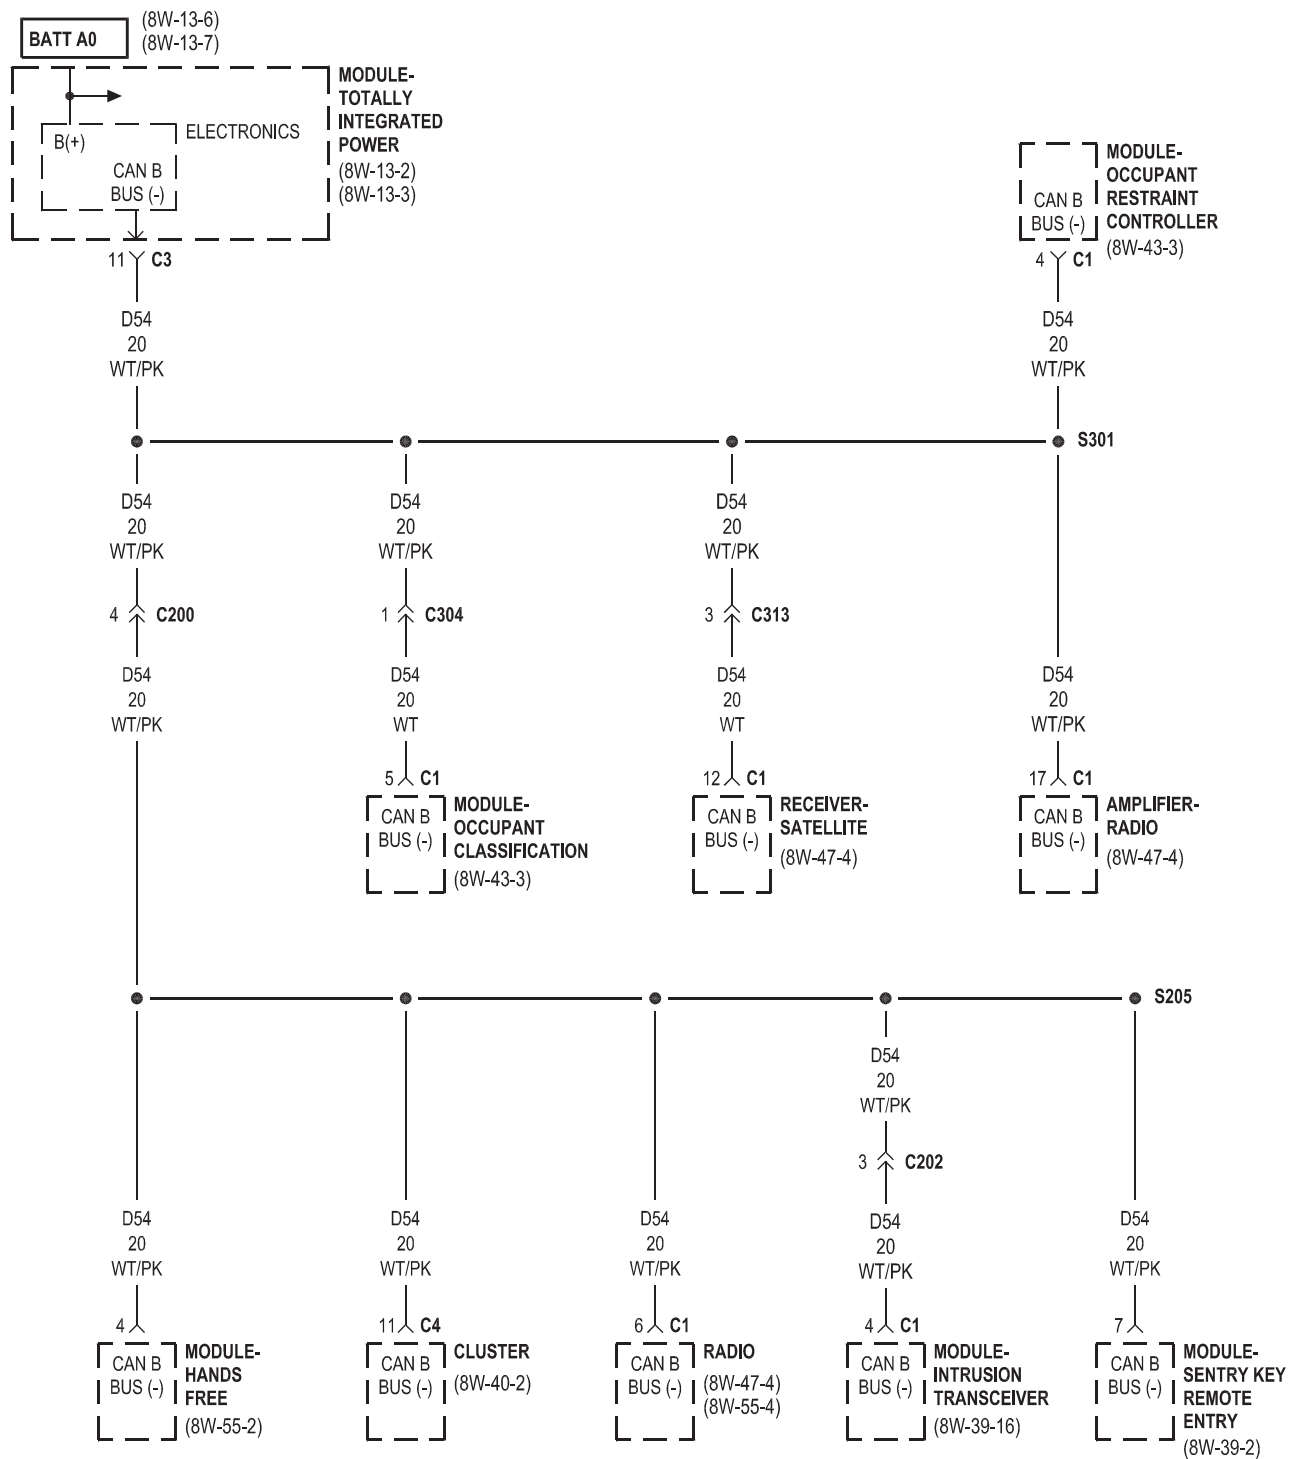 BATT A0
(8W-13-6)
(8W-13-7)
MODULE-
TOTALLY
INTEGRATED
POWER
(8W-13-2)
(8W-13-3)
ELECTRONICS
B(+)
CAN B
BUS (-)
11 C3
D54
20
WT/PK
CAN B
BUS (-)
MODULE-
OCCUPANT
RESTRAINT
CONTROLLER
(8W-43-3)
4 C1
D54
20
WT/PK
S301
D54
20
WT/PK
4 C200
D54
20
WT/PK
D54
20
WT/PK
1 C304
D54
20
WT
5 C1
CAN B
BUS (-)
MODULE-
OCCUPANT
CLASSIFICATION
(8W-43-3)
D54
20
WT/PK
3 C313
D54
20
WT
12 C1
CAN B
BUS (-)
RECEIVER-
SATELLITE
(8W-47-4)
D54
20
WT/PK
17 C1
CAN B
BUS (-)
AMPLIFIER-
RADIO
(8W-47-4)
S205
D54
20
WT/PK
4
CAN B
BUS (-)
MODULE-
HANDS
FREE
(8W-55-2)
D54
20
WT/PK
11 C4
CAN B
BUS (-)
CLUSTER
(8W-40-2)
D54
20
WT/PK
6 C1
CAN B
BUS (-)
RADIO
(8W-47-4)
(8W-55-4)
D54
20
WT/PK
3 C202
D54
20
WT/PK
4 C1
CAN B
BUS (-)
MODULE-
INTRUSION
TRANSCEIVER
(8W-39-16)
D54
20
WT/PK
7
CAN B
BUS (-)
MODULE-
SENTRY KEY
REMOTE
ENTRY
(8W-39-2)